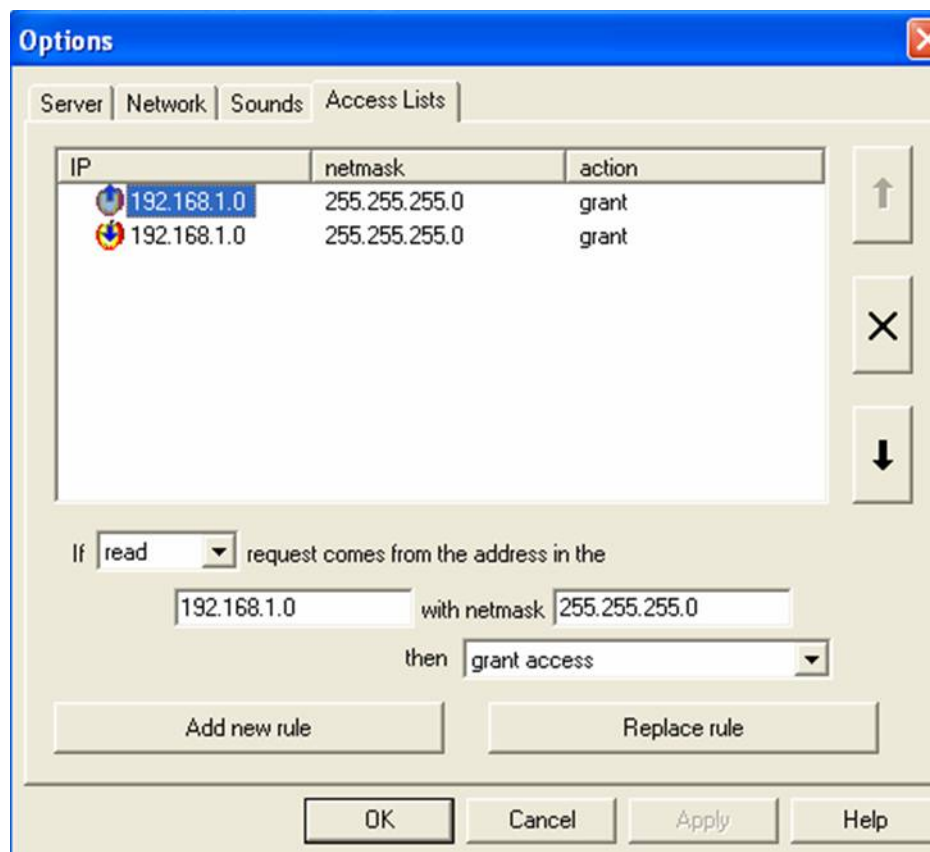 Options
Server Network Sounds Access Lists
IP netmask action
192.168.1.0 255.255.255.0 grant
192.168.1.0 255.255.255.0 grant
If read request comes from the address in the
192.168.1.0 with netmask 255.255.255.0
then grant access
Add new rule Replace rule
OK Cancel Apply Help